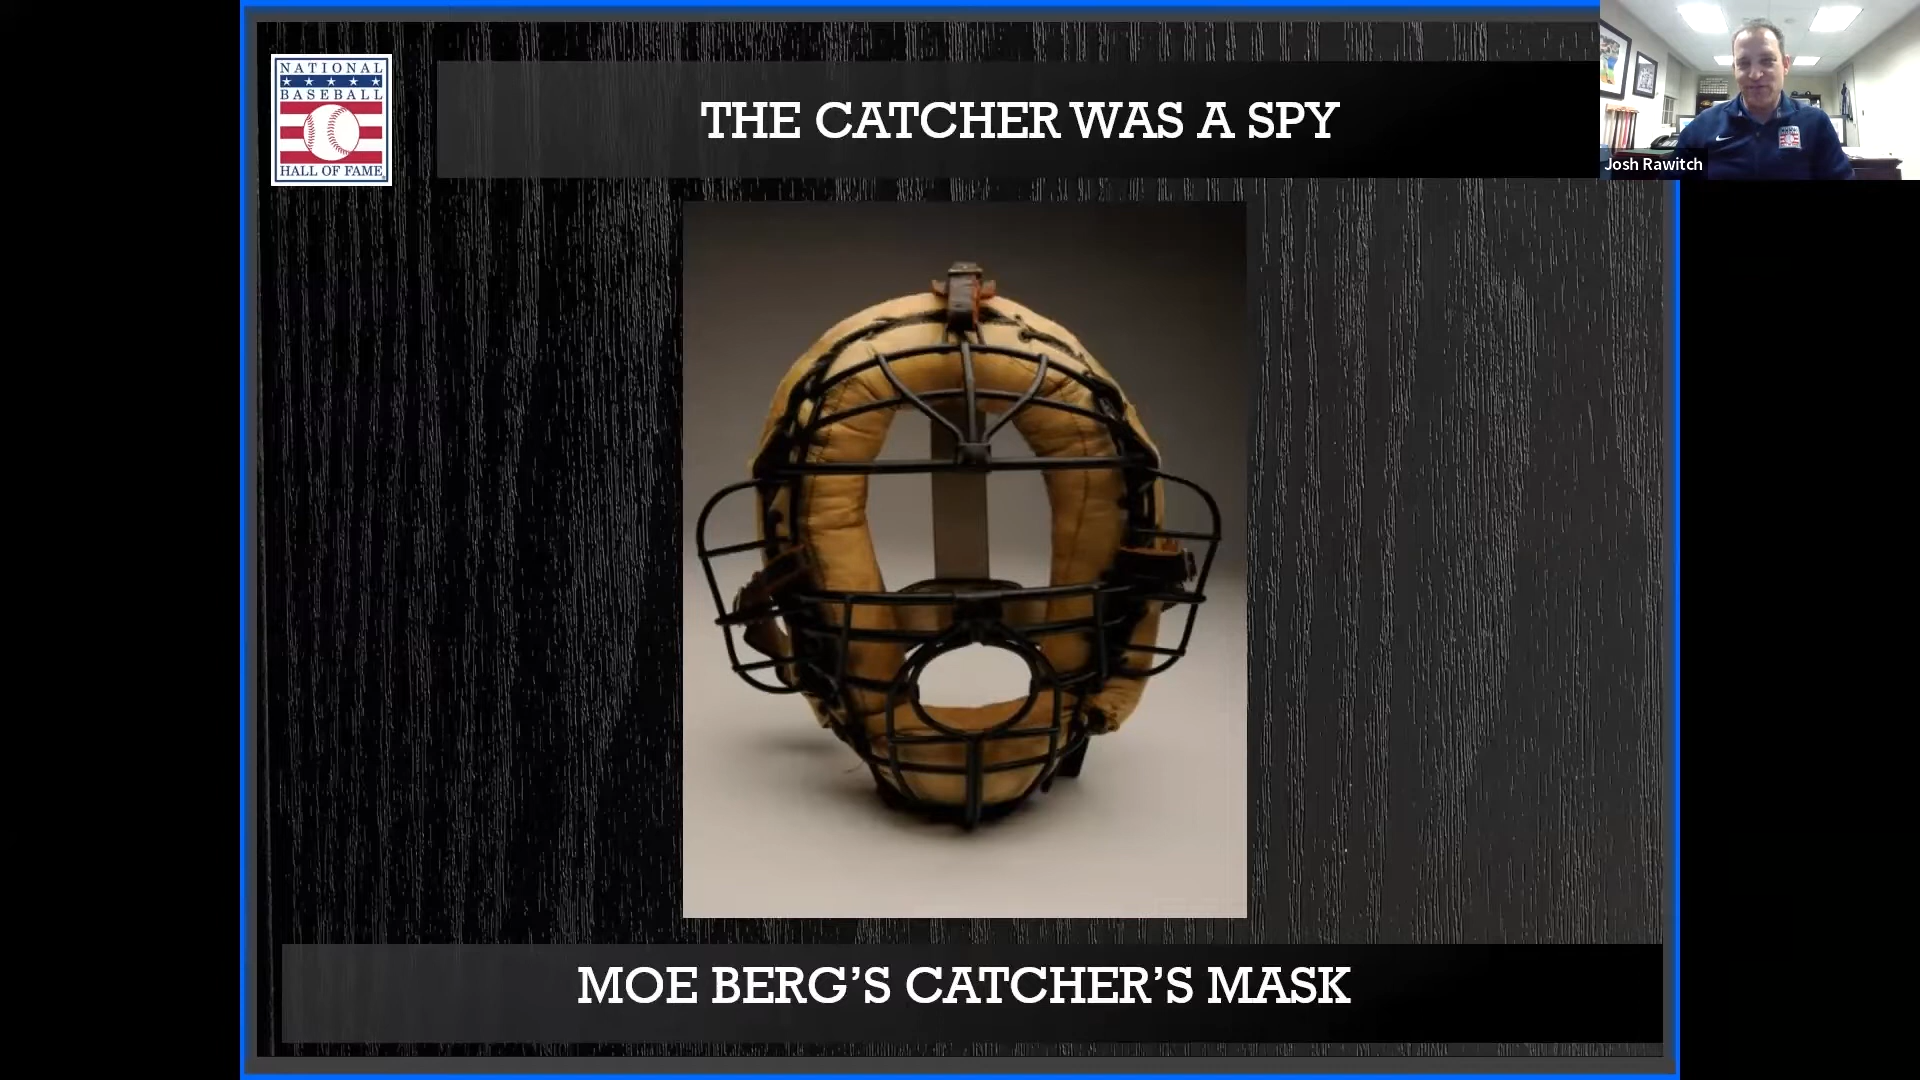 NATIONAL
BASEBALL
HALL OF FAME
THE CATCHER WAS A SPY
Josh Rawitch
MOE BERG’S CATCHER’S MASK